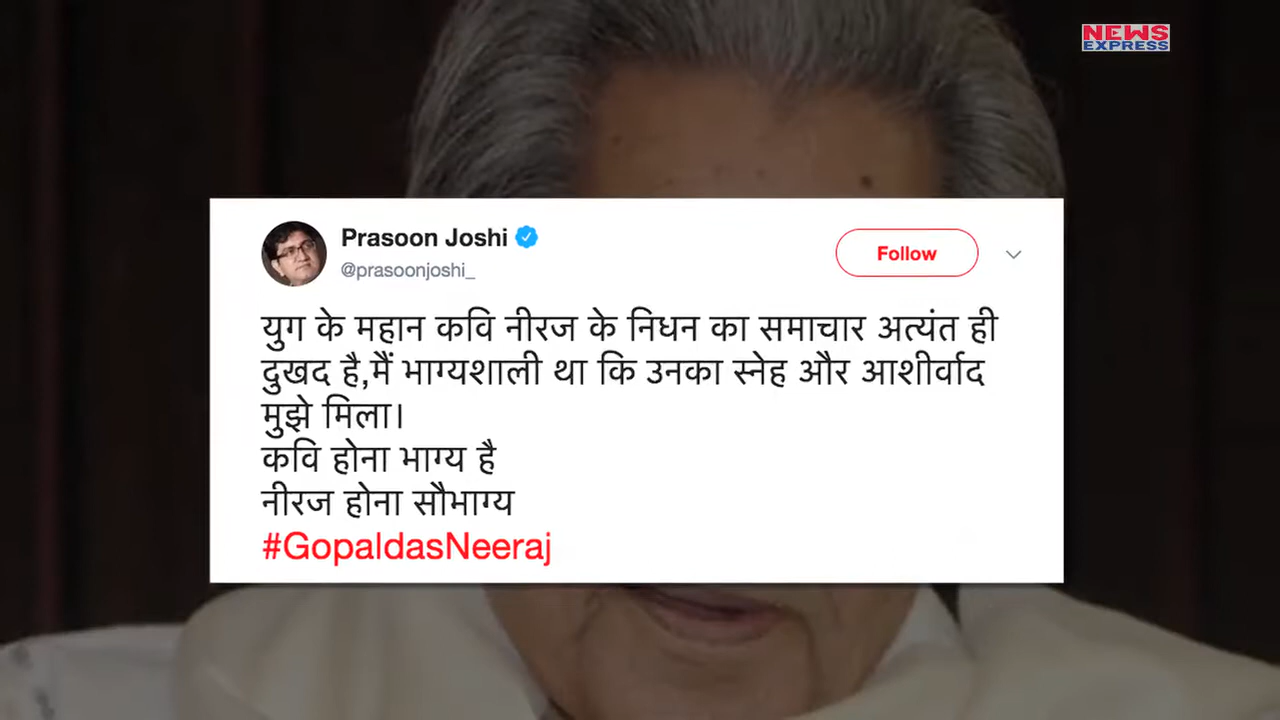 NEWS
EXPRESS
Prasoon Joshi
@prasoonjoshi_
Follow
युग के महान कवि नीरज के निधन का समाचार अत्यंत ही
दुखद है,मैं भाग्यशाली था कि उनका स्नेह और आशीर्वाद
मुझे मिला।
कवि होना भाग्य है
नीरज होना सौभाग्य
#GopaldasNeeraj